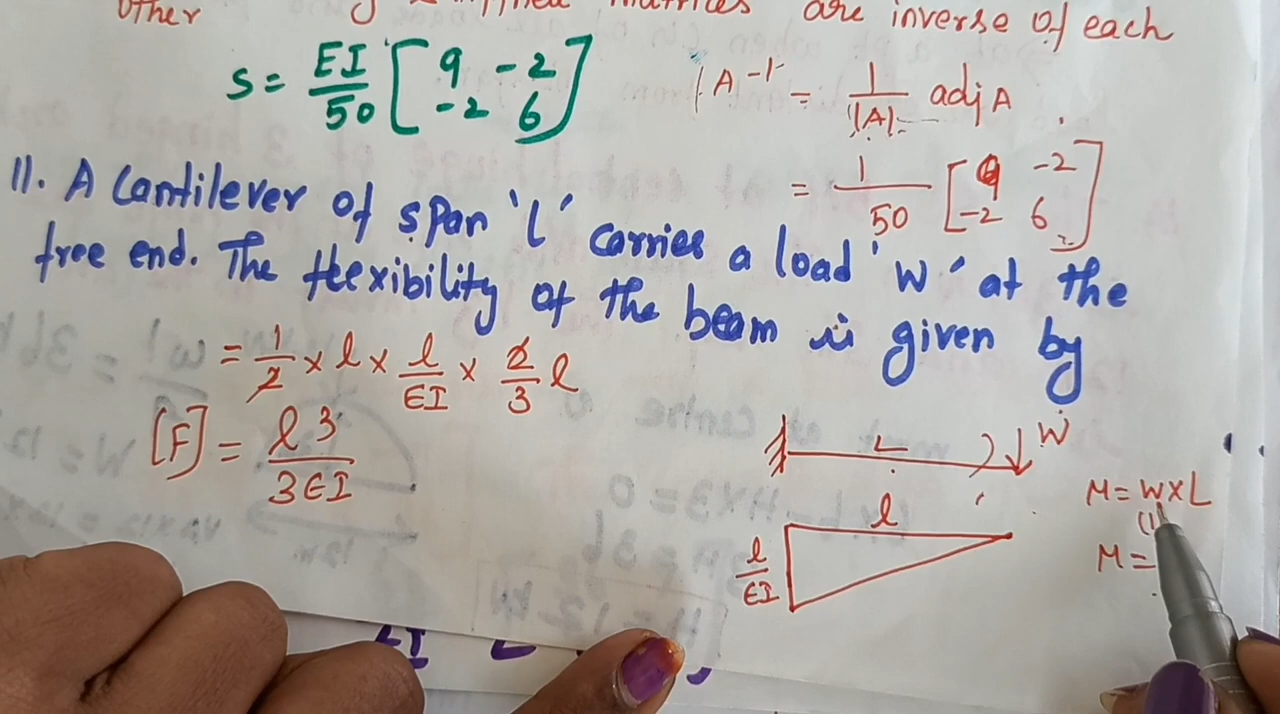 other matrices are inverse of each
S = EI/50 [9 -2
-2 6]
A^-1 = 1/|A| adj A
= 1/50 [9 -2
-2 6]
11. A Cantilever of span 'l' carries a load 'W' at the
free end. The flexibility of the beam is given by
= 1/2 × l × l/EI × 2/3 l
[F] = l3/3EI
L W
l
l/EI
M = W×L
M =